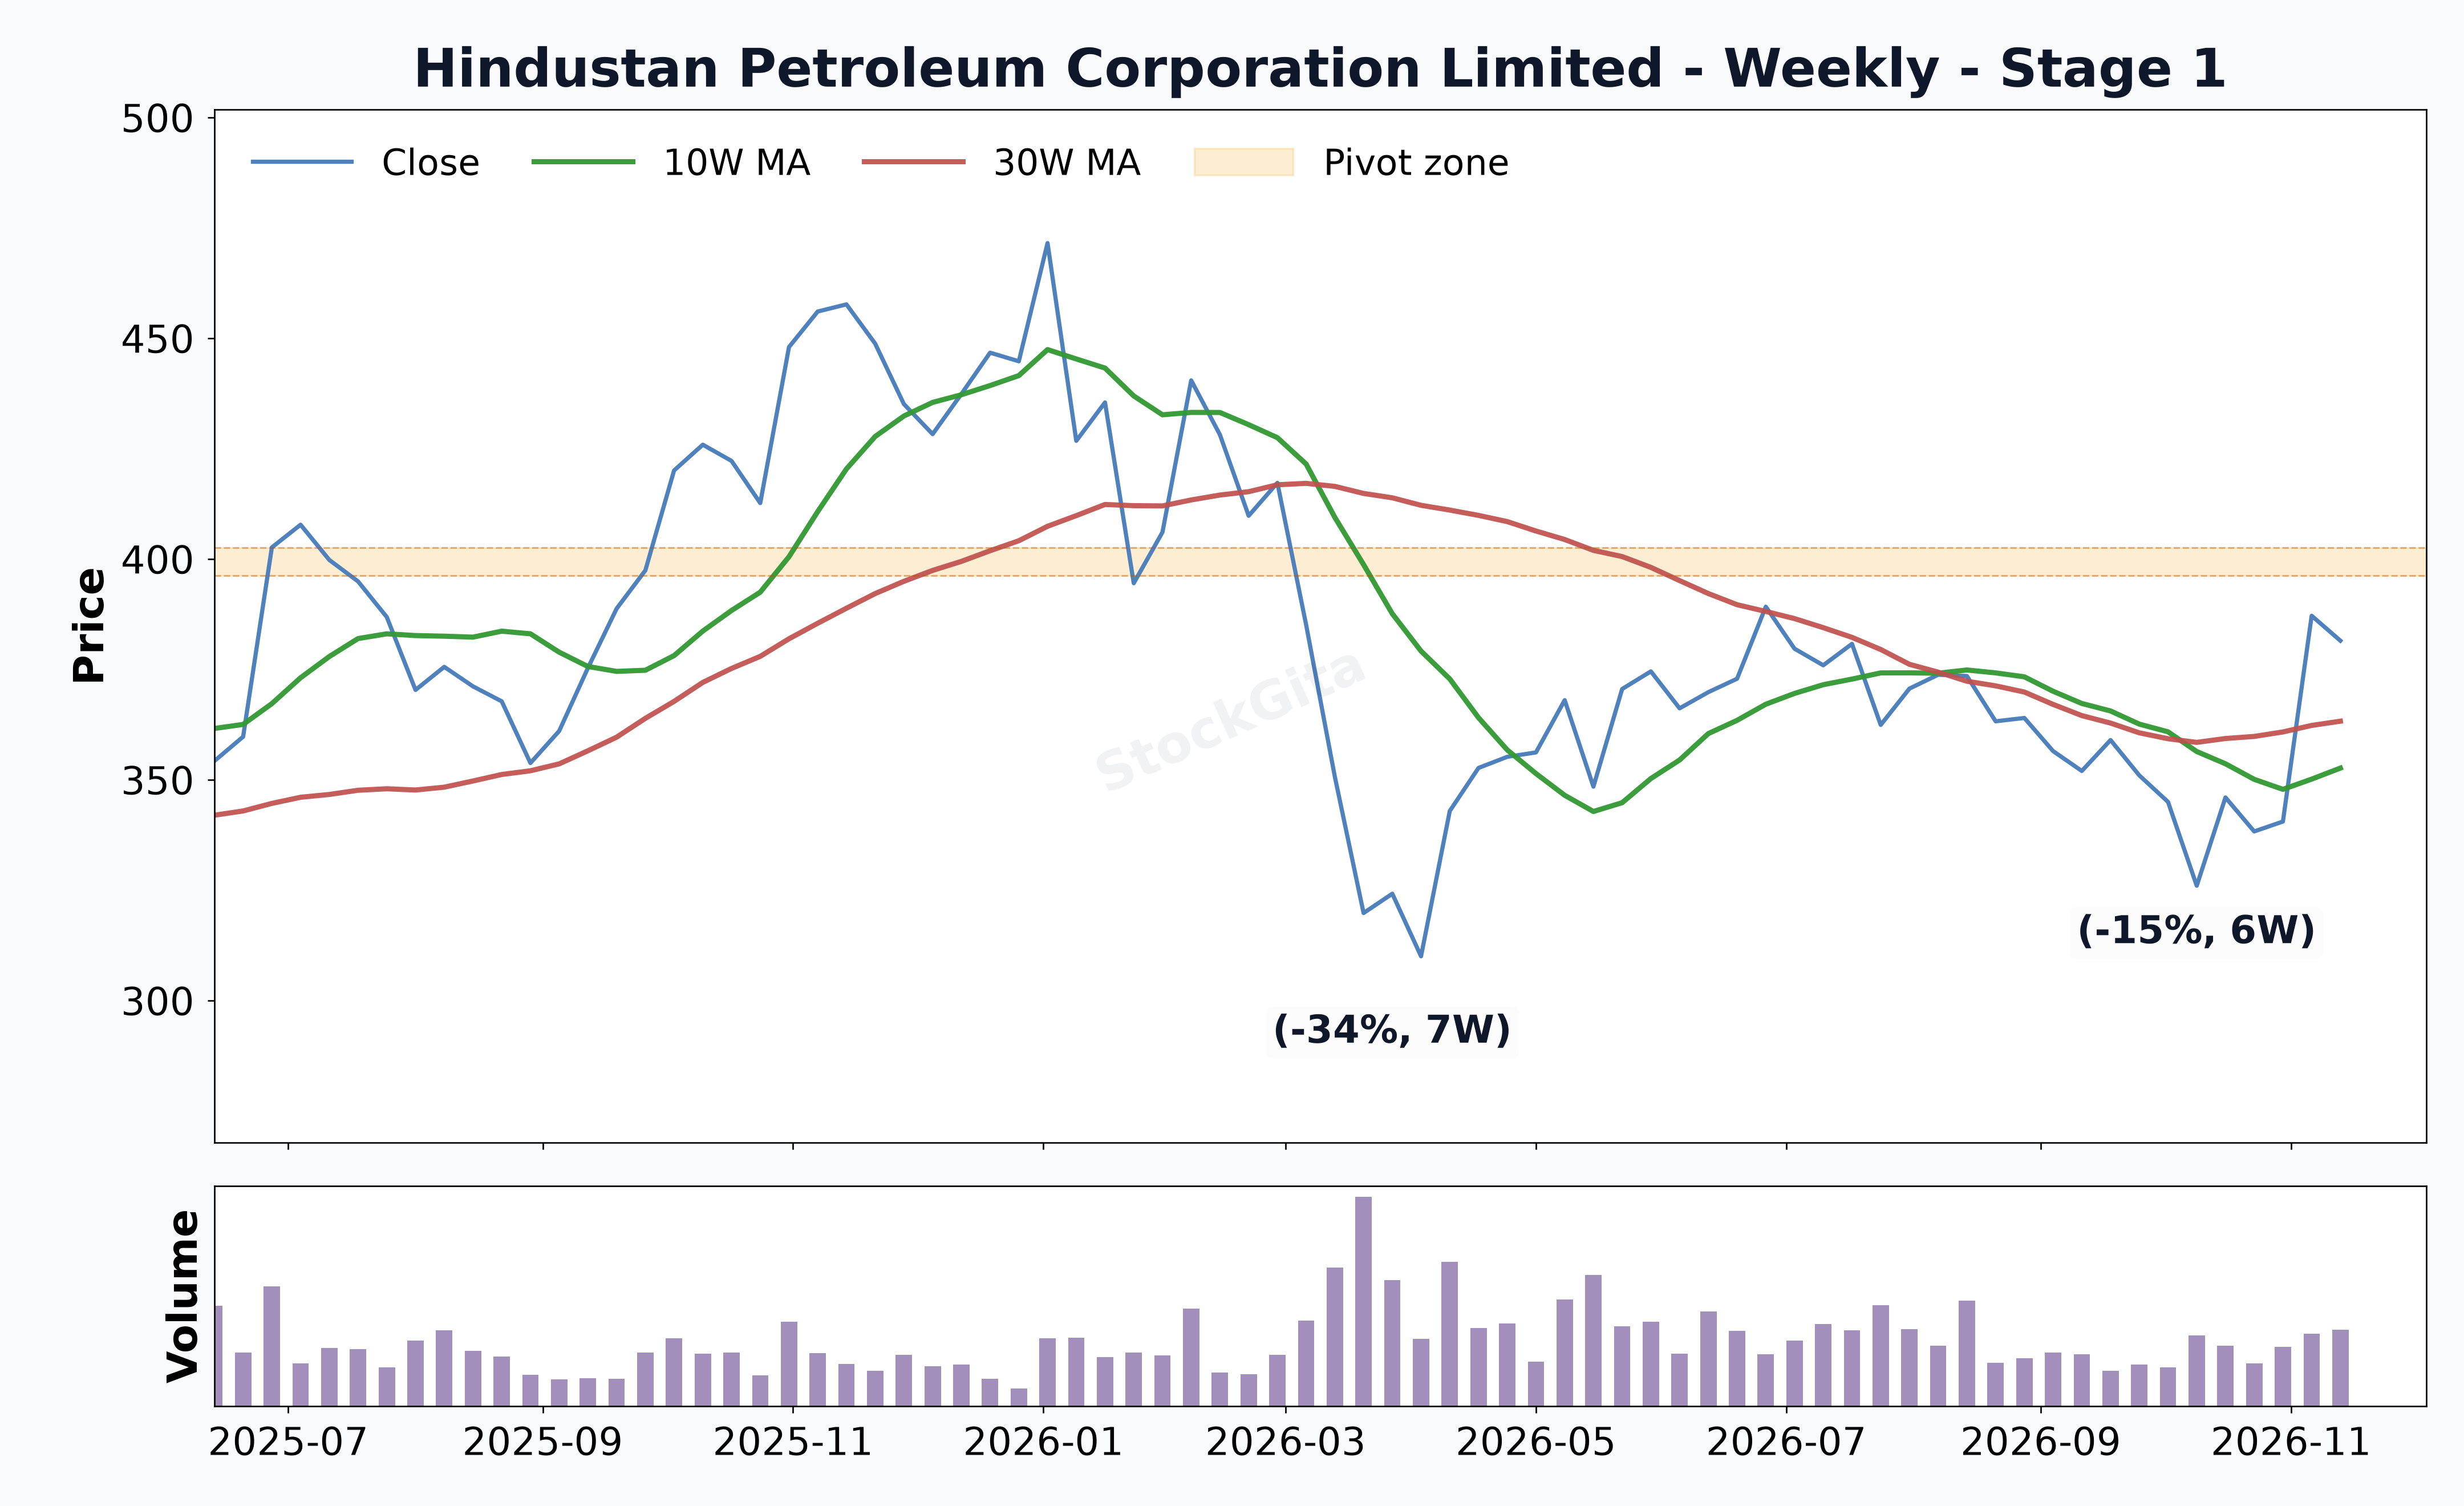 Hindustan Petroleum Corporation Limited - Weekly - Stage 1
Close 10W MA 30W MA Pivot zone
Price
500
450
400
350
300
StockGita
(-34%, 7W)
(-15%, 6W)
Volume
2025-07 2025-09 2025-11 2026-01 2026-03 2026-05 2026-07 2026-09 2026-11